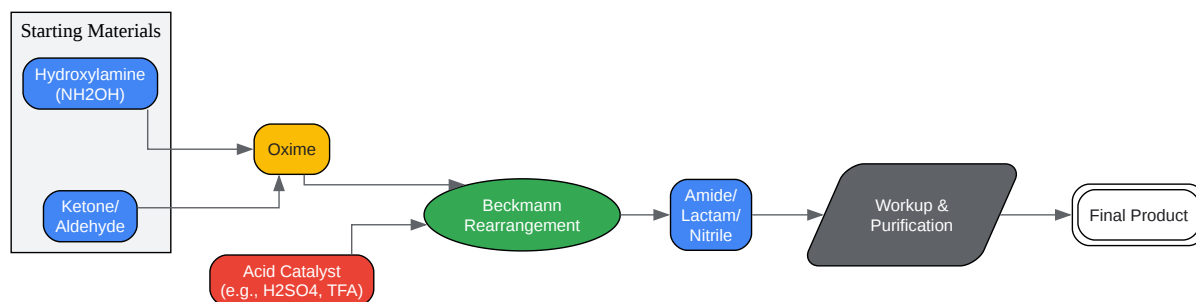 Starting Materials
Hydroxylamine
(NH2OH)
Oxime
Ketone/
Aldehyde
Acid Catalyst
(e.g., H2SO4, TFA)
Beckmann
Rearrangement
Amide/
Lactam/
Nitrile
Workup &
Purification
Final Product